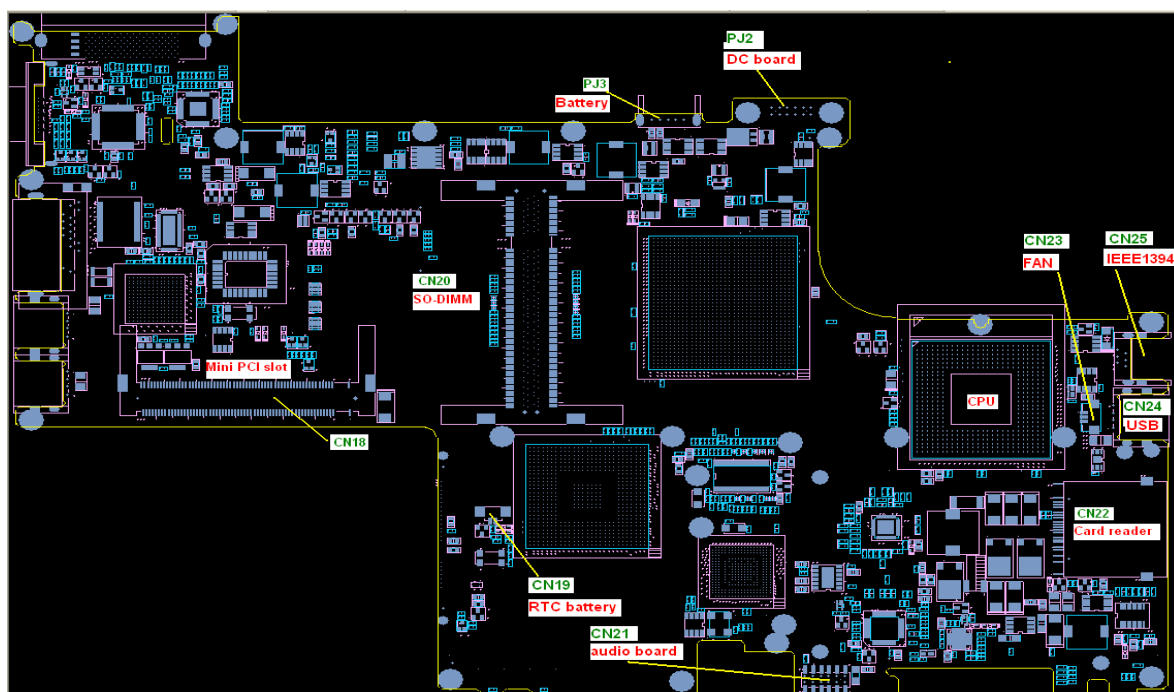 PJ2
DC board
PJ3
Battery
CN23
FAN
CN25
IEEE1394
CN20
SO-DIMM
Mini PCI slot
CPU
CN24
USB
CN18
CN22
Card reader
CN19
RTC battery
CN21
audio board